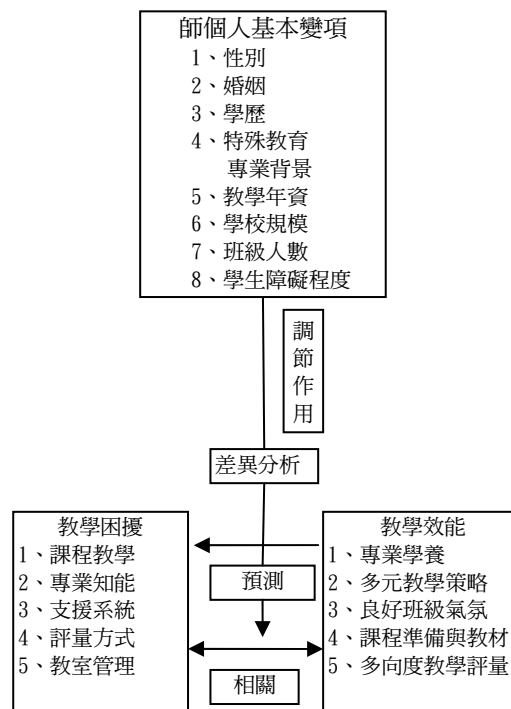 師個人基本變項
1、性別
2、婚姻
3、學歷
4、特殊教育
專業背景
5、教學年資
6、學校規模
7、班級人數
8、學生障礙程度
調節作用
差異分析
教學困擾
1、課程教學
2、專業知能
3、支援系統
4、評量方式
5、教室管理
預測
相關
教學效能
1、專業學養
2、多元教學策略
3、良好班級氣氛
4、課程準備與教材
5、多向度教學評量